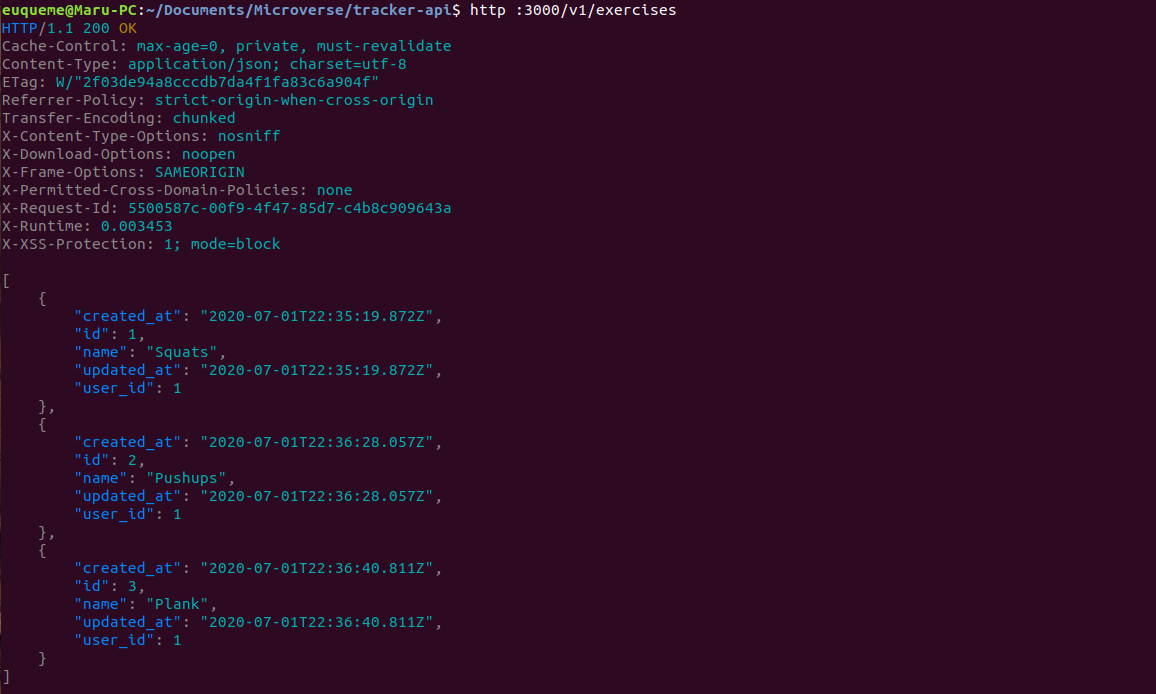 euqueme@Maru-PC:~/Documents/Microverse/tracker-api$ http :3000/v1/exercises
HTTP/1.1 200 OK
Cache-Control: max-age=0, private, must-revalidate
Content-Type: application/json; charset=utf-8
ETag: W/"2f03de94a8cccdb7da4f1fa83c6a904f"
Referrer-Policy: strict-origin-when-cross-origin
Transfer-Encoding: chunked
X-Content-Type-Options: nosniff
X-Download-Options: noopen
X-Frame-Options: SAMEORIGIN
X-Permitted-Cross-Domain-Policies: none
X-Request-Id: 5500587c-00f9-4f47-85d7-c4b8c909643a
X-Runtime: 0.003453
X-XSS-Protection: 1; mode=block

[
    {
        "created_at": "2020-07-01T22:35:19.872Z",
        "id": 1,
        "name": "Squats",
        "updated_at": "2020-07-01T22:35:19.872Z",
        "user_id": 1
    },
    {
        "created_at": "2020-07-01T22:36:28.057Z",
        "id": 2,
        "name": "Pushups",
        "updated_at": "2020-07-01T22:36:28.057Z",
        "user_id": 1
    },
    {
        "created_at": "2020-07-01T22:36:40.811Z",
        "id": 3,
        "name": "Plank",
        "updated_at": "2020-07-01T22:36:40.811Z",
        "user_id": 1
    }
]